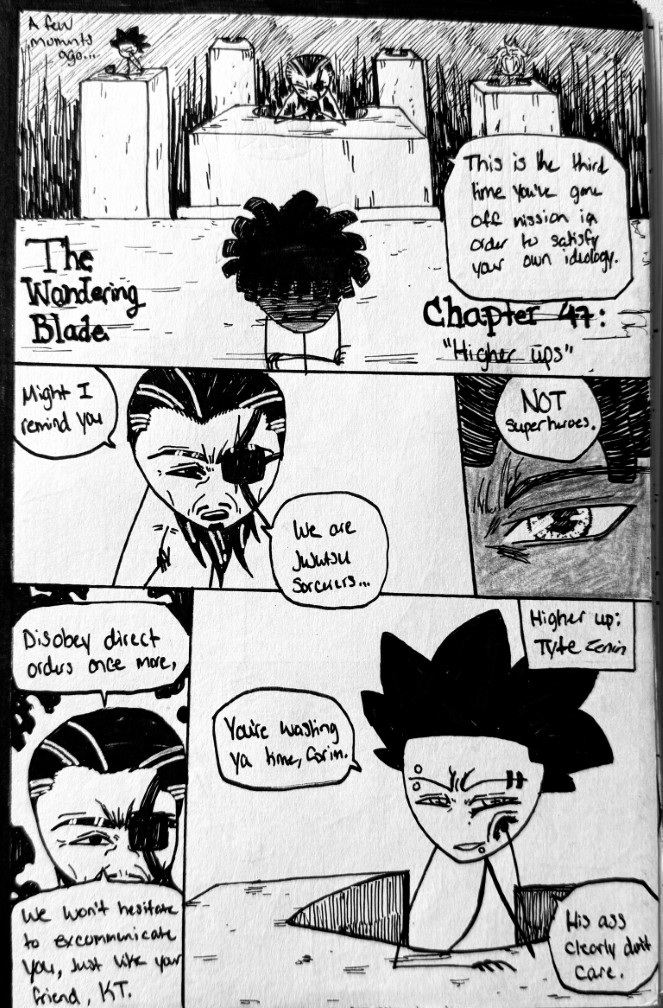 A few
moments
ago...
This is the third
time you've gone
off mission in
order to satisfy
your own ideology.
The
Wandering
Blade
Chapter 47:
"Higher ups"
Might I
remind you
We are
Jujutsu
Sorcerers...
NOT
superheroes.
Disobey direct
orders once more,
We won't hesitate
to excommunicate
you, just like your
friend, KT.
Higher up:
Tyte Zenin
You're wasting
ya time, Corin.
His ass
clearly don't
care.